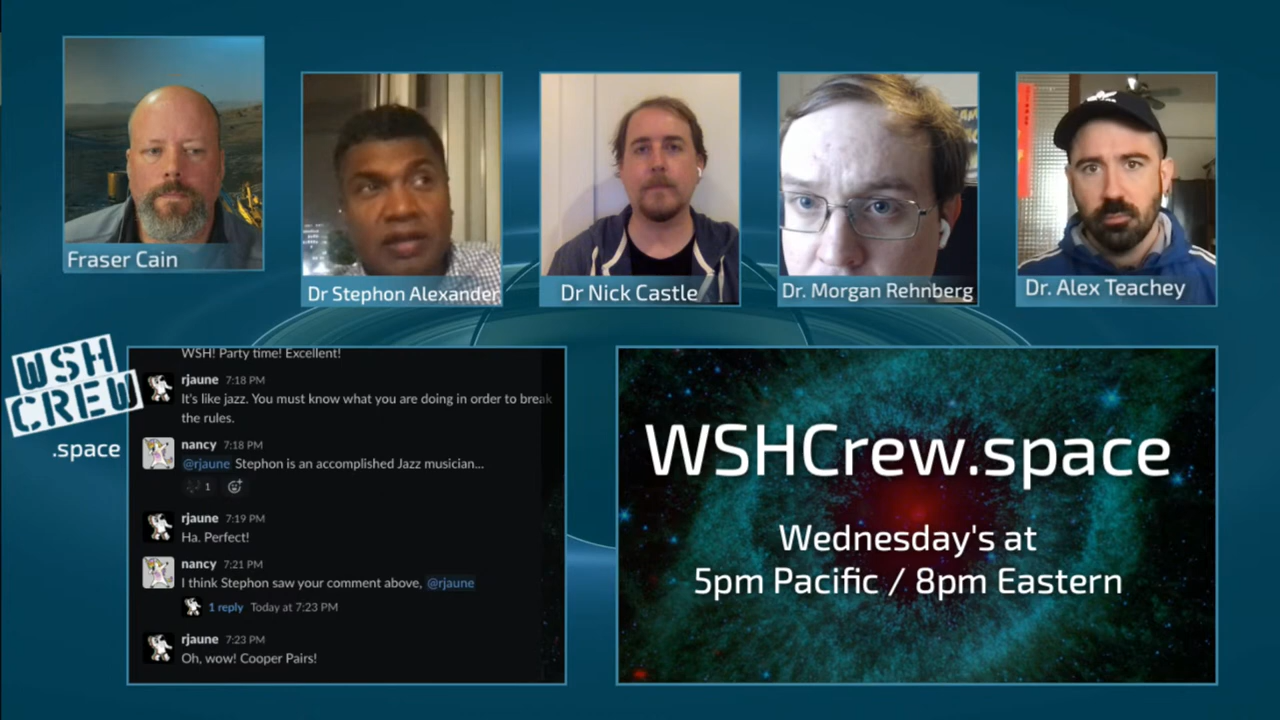 Fraser Cain
Dr Stephon Alexander
Dr Nick Castle
Dr. Morgan Rehnberg
Dr. Alex Teachey
WSH
CREW
.space
WSH! Party time! Excellent!
rjaune 7:18 PM
It's like jazz. You must know what you are doing in order to break
the rules.
nancy 7:18 PM
@rjaune Stephon is an accomplished Jazz musician...
1
rjaune 7:19 PM
Ha. Perfect!
nancy 7:21 PM
I think Stephon saw your comment above, @rjaune
1 reply Today at 7:23 PM
rjaune 7:23 PM
Oh, wow! Cooper Pairs!
WSHCrew.space
Wednesday's at
5pm Pacific / 8pm Eastern